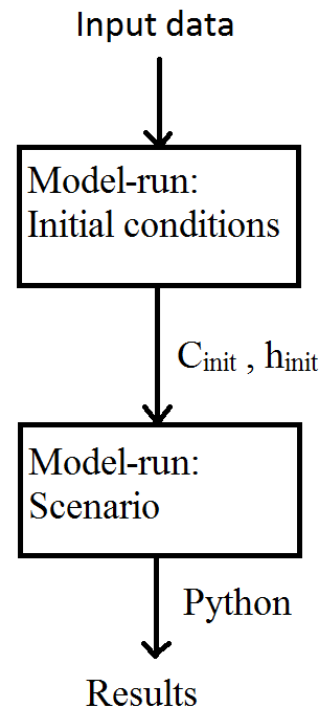 Input data
Model-run:
Initial conditions
Cinit , hinit
Model-run:
Scenario
Python
Results